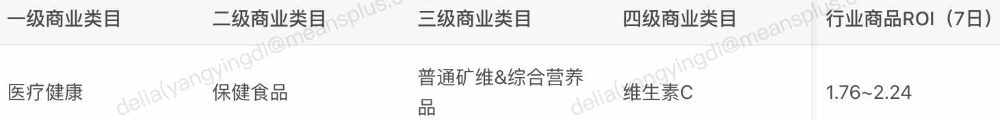 一级商业类目 二级商业类目 三级商业类目 四级商业类目 行业商品ROI（7日）
医疗健康 保健食品 普通矿维&综合营养品 维生素C 1.76~2.24
delia(yangyingdi@meansplus.c
delia(yangyingdi@meansplus.c